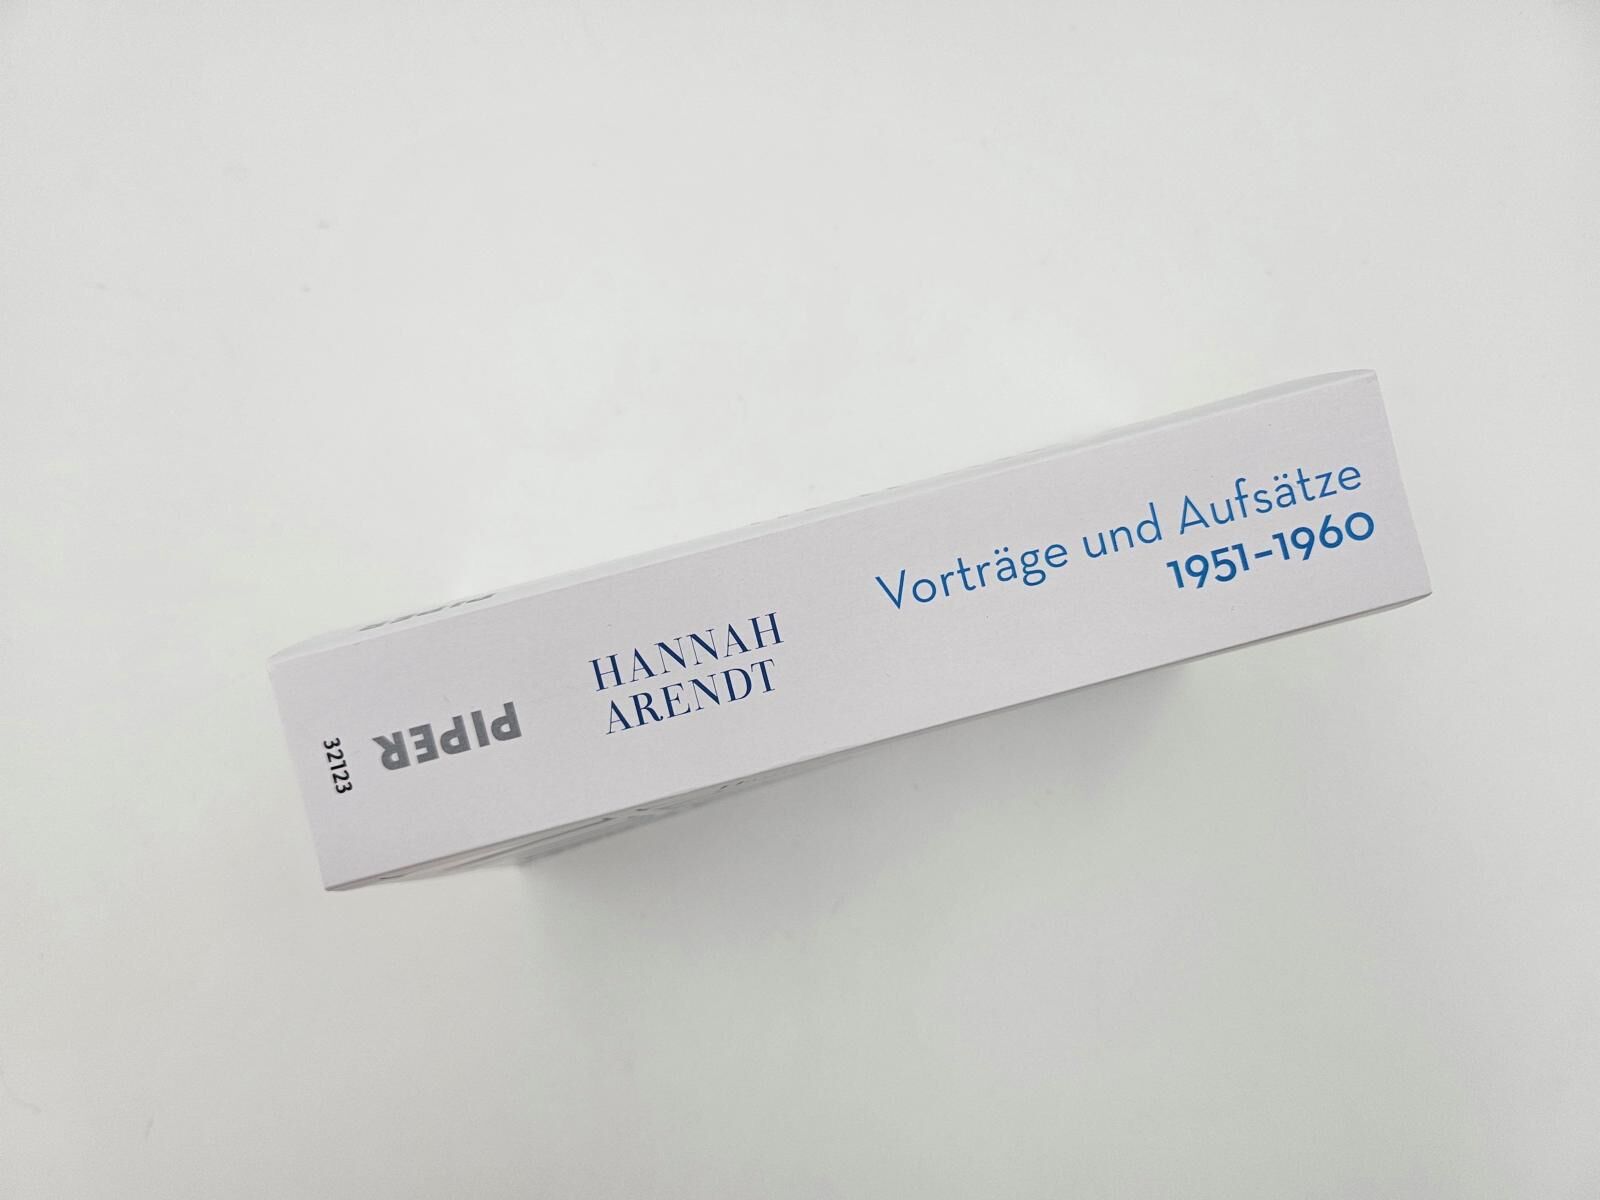 HANNAH
ARENDT
Vorträge und Aufsätze
1951–1960
PIPER
32123